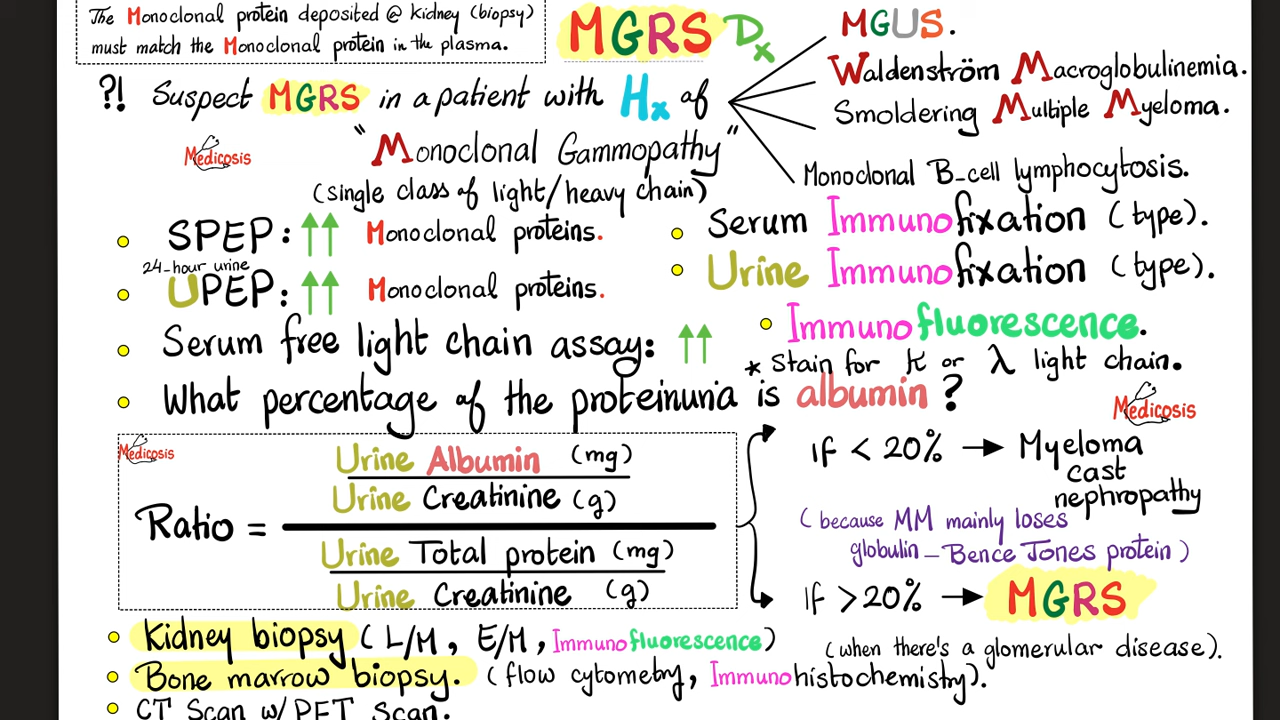 The Monoclonal protein deposited @ Kidney (biopsy)
must match the Monoclonal protein in the plasma.
MGRS Dx
MGUS.
Waldenström Macroglobulinemia.
Smoldering Multiple Myeloma.
Monoclonal B-cell lymphocytosis.
?! Suspect MGRS in a patient with Hx of
"Monoclonal Gammopathy"
(single class of light/heavy chain)
Medicosis
SPEP: ↑↑ Monoclonal proteins.
24-hour urine
UPEP: ↑↑ Monoclonal proteins.
Serum free light chain assay: ↑↑
Serum Immunofixation (type).
Urine Immunofixation (type).
Immunofluorescence.
* Stain for κ or λ light chain.
What percentage of the proteinuria is albumin?
Medicosis
Medicosis
Ratio =
Urine Albumin (mg)
Urine Creatinine (g)
Urine Total protein (mg)
Urine Creatinine (g)
if < 20% → Myeloma
cast
nephropathy
(because MM mainly loses
globulin – Bence Jones protein)
if >20% → MGRS
(when there's a glomerular disease).
Kidney biopsy (L/M, E/M, Immunofluorescence)
Bone marrow biopsy. (flow cytometry, Immunohistochemistry).
CT Scan w/PET Scan.